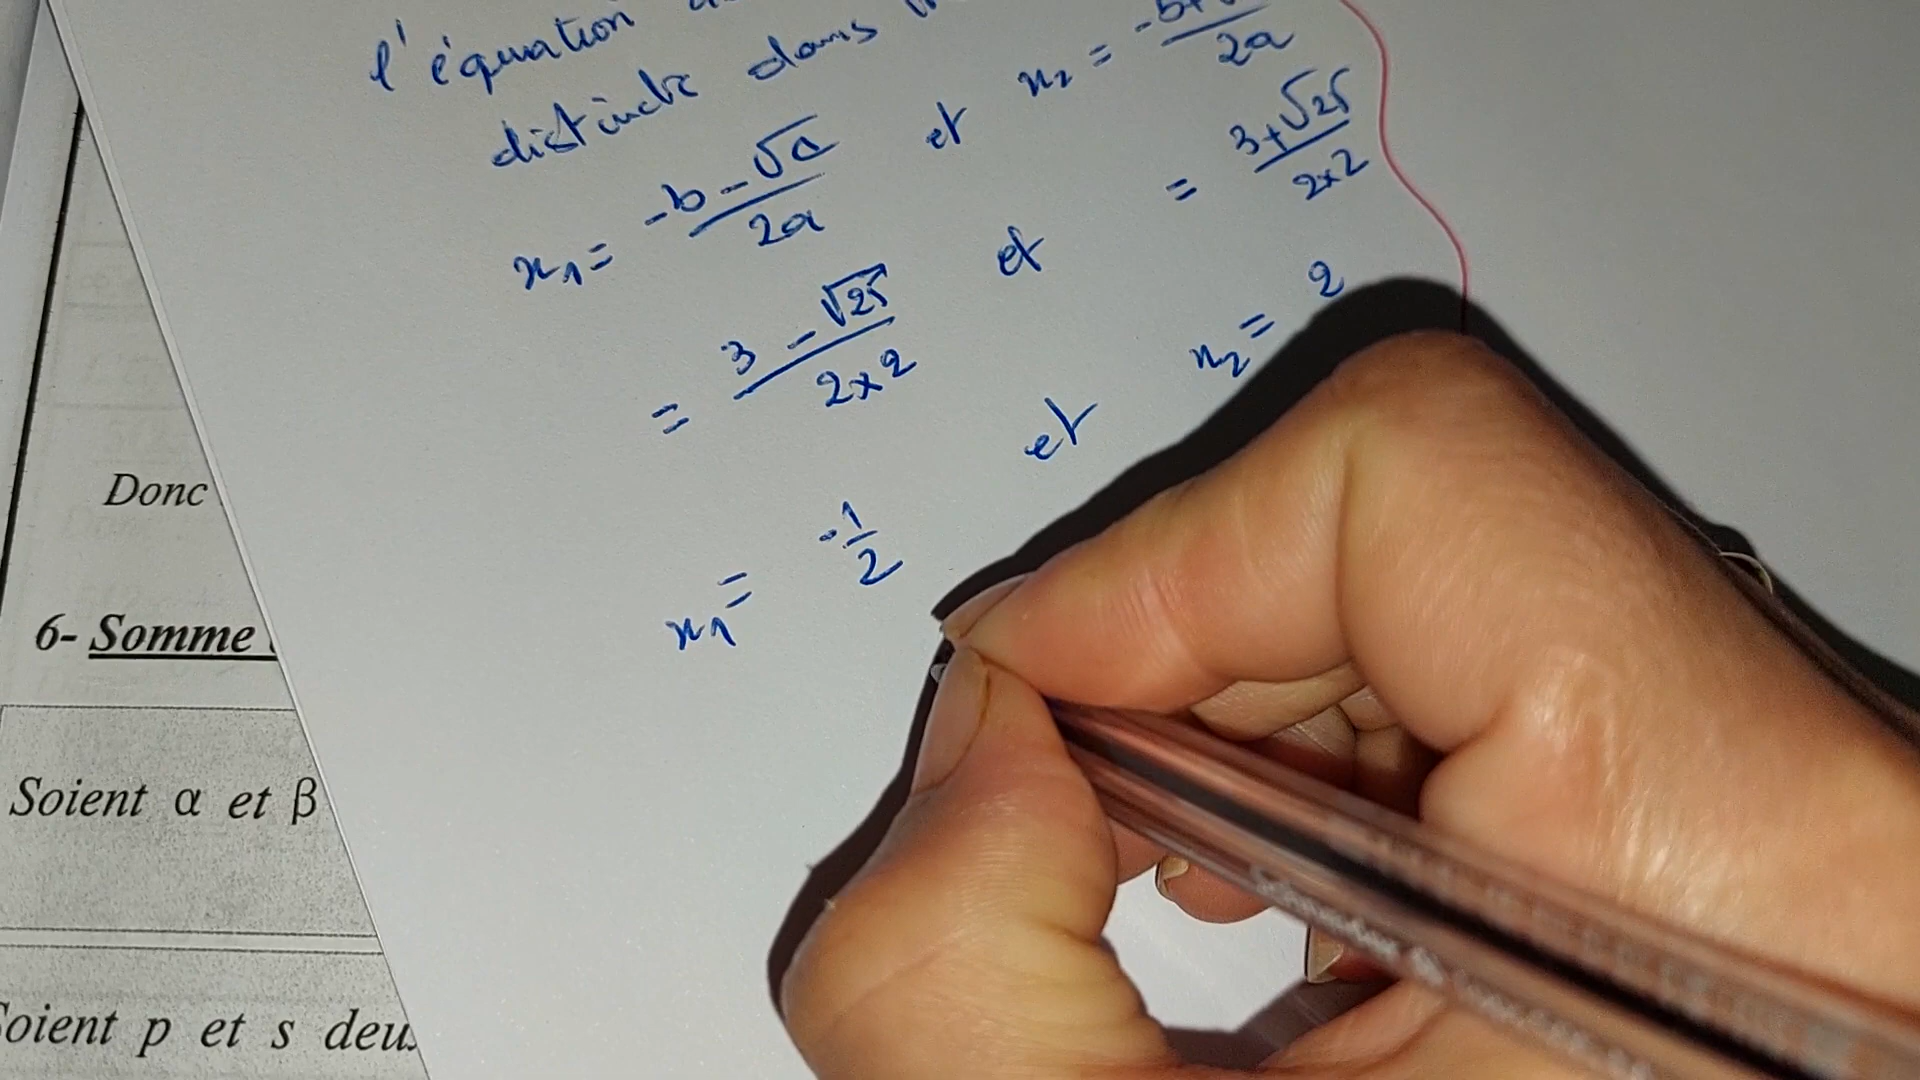 l'équation
distincte dans
x₁ = -b - √Δ / 2a et x₂ = -b + / 2a
= 3 - √25 / 2×2 et = 3 + √25 / 2×2
x₁ = -1/2 et x₂ = 2
Donc
6- Somme
Soient α et β
Soient p et s deux